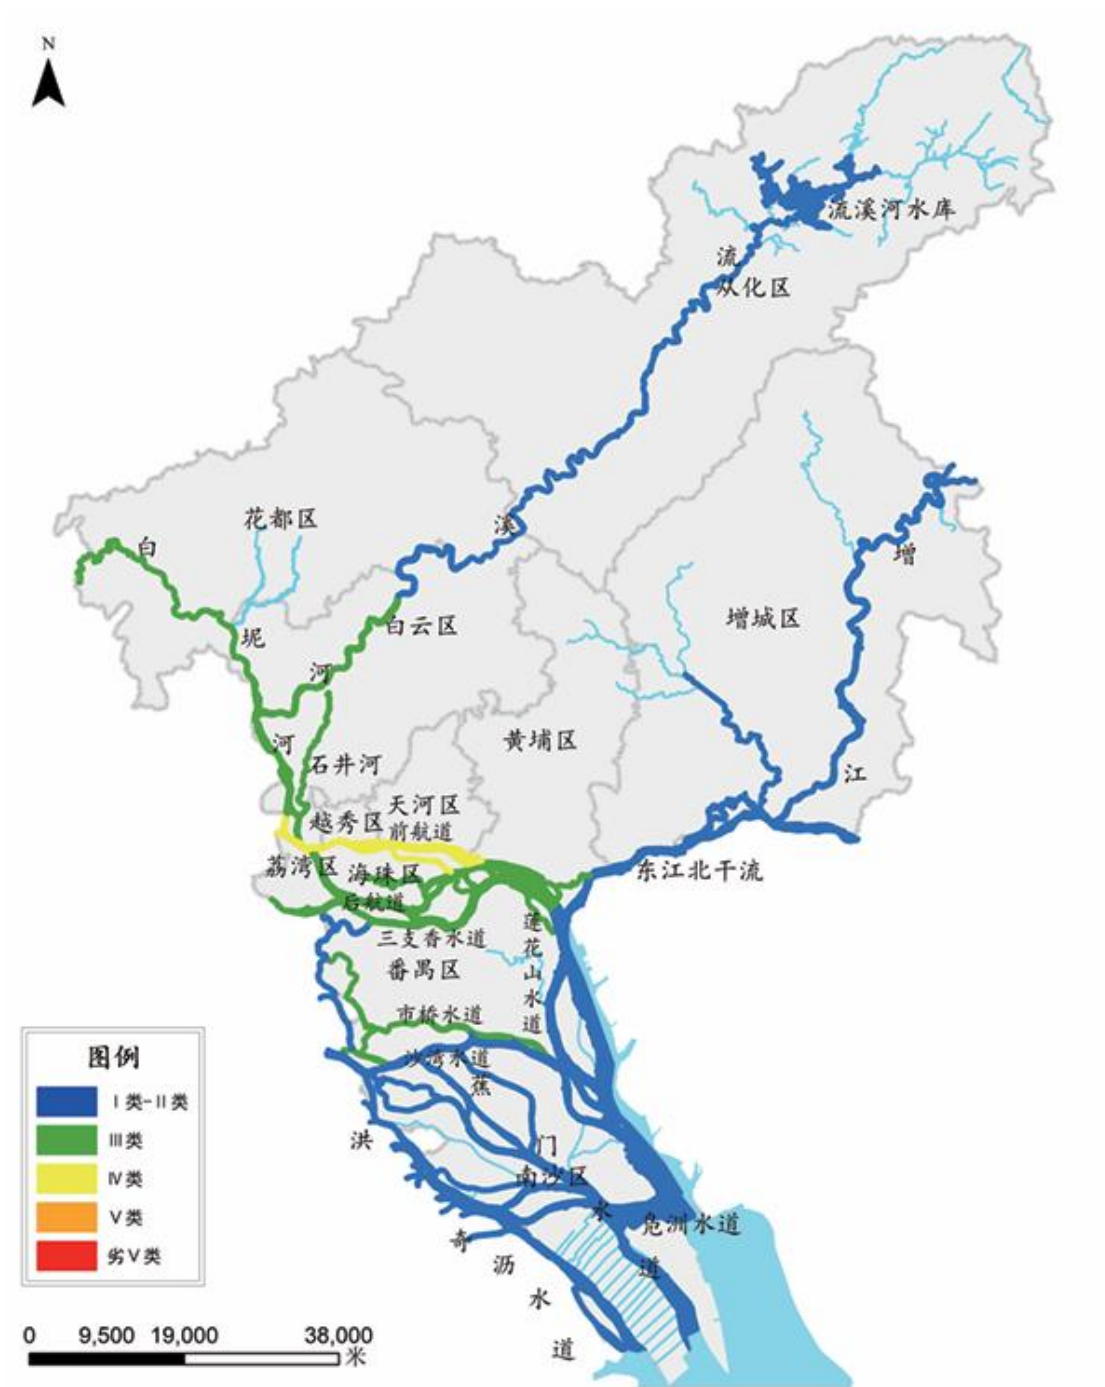 N
流溪河水库
流
从化区
溪
花都区
白
增
坭
白云区
增城区
河
河
石井河
黄埔区
江
天河区
越秀区
前航道
荔湾区
海珠区
东江北干流
后航道
三支香水道
莲花山水道
番禺区
市桥水道
沙湾水道
蕉
洪
门
南沙区
水
凫洲水道
奇
沥
道
水
道
图例
Ⅰ类-Ⅱ类
Ⅲ类
Ⅳ类
Ⅴ类
劣Ⅴ类
0 9,500 19,000 38,000
米